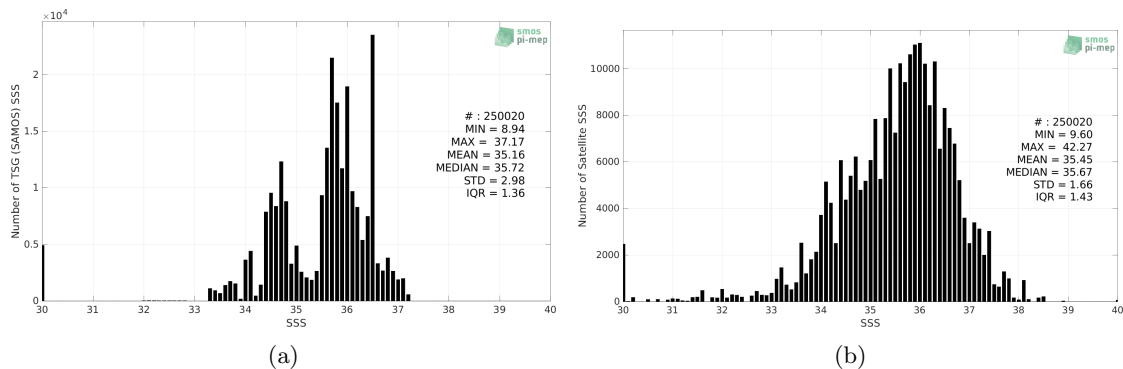 ×10⁴
smos
pi-mep
2
1.5
1
0.5
0
Number of TSG (SAMOS) SSS
# : 250020
MIN = 8.94
MAX = 37.17
MEAN = 35.16
MEDIAN = 35.72
STD = 2.98
IQR = 1.36
30 31 32 33 34 35 36 37 38 39 40
SSS
(a)
smos
pi-mep
10000
8000
6000
4000
2000
0
Number of Satellite SSS
# : 250020
MIN = 9.60
MAX = 42.27
MEAN = 35.45
MEDIAN = 35.67
STD = 1.66
IQR = 1.43
30 31 32 33 34 35 36 37 38 39 40
SSS
(b)